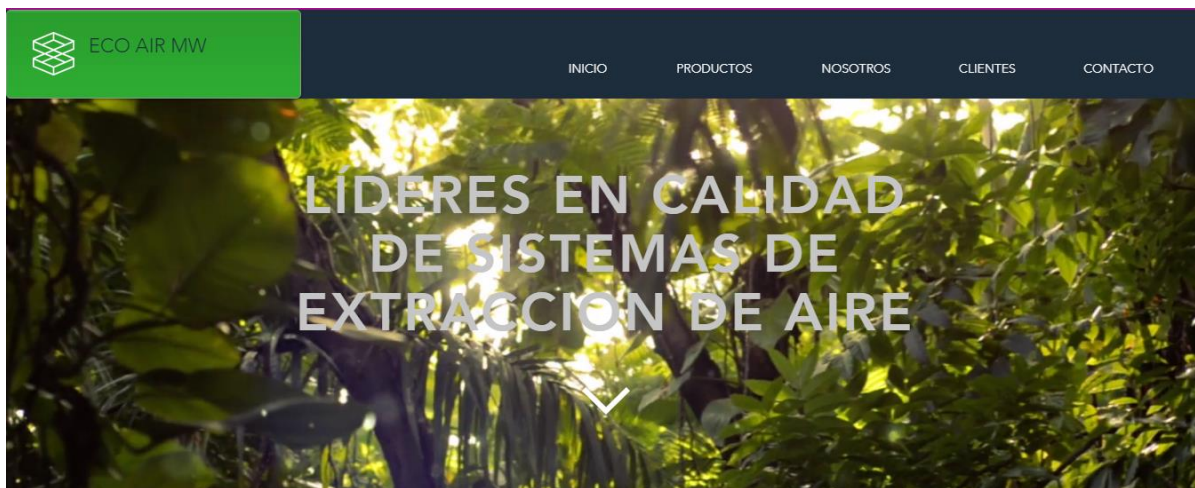 ECO AIR MW
INICIO PRODUCTOS NOSOTROS CLIENTES CONTACTO
LÍDERES EN CALIDAD
DE SISTEMAS DE
EXTRACCION DE AIRE